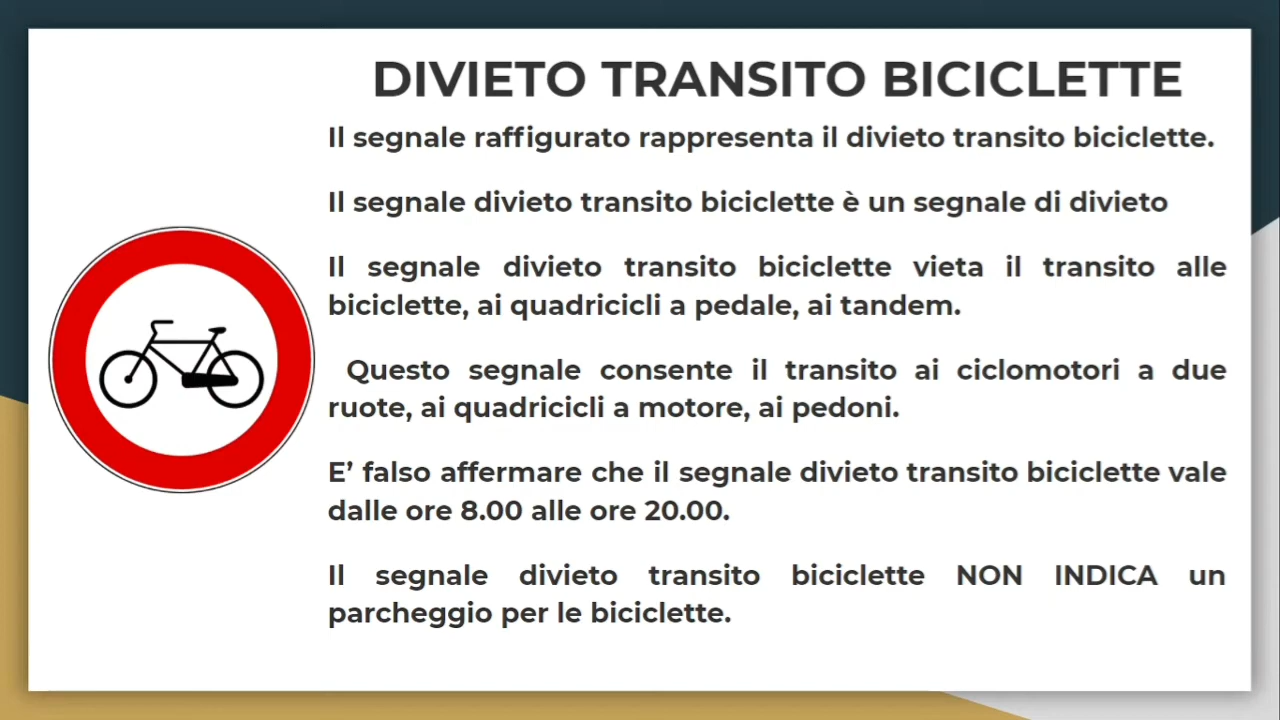 DIVIETO TRANSITO BICICLETTE
Il segnale raffigurato rappresenta il divieto transito biciclette.
Il segnale divieto transito biciclette è un segnale di divieto
Il segnale divieto transito biciclette vieta il transito alle
biciclette, ai quadricicli a pedale, ai tandem.
Questo segnale consente il transito ai ciclomotori a due
ruote, ai quadricicli a motore, ai pedoni.
E’ falso affermare che il segnale divieto transito biciclette vale
dalle ore 8.00 alle ore 20.00.
Il segnale divieto transito biciclette NON INDICA un
parcheggio per le biciclette.